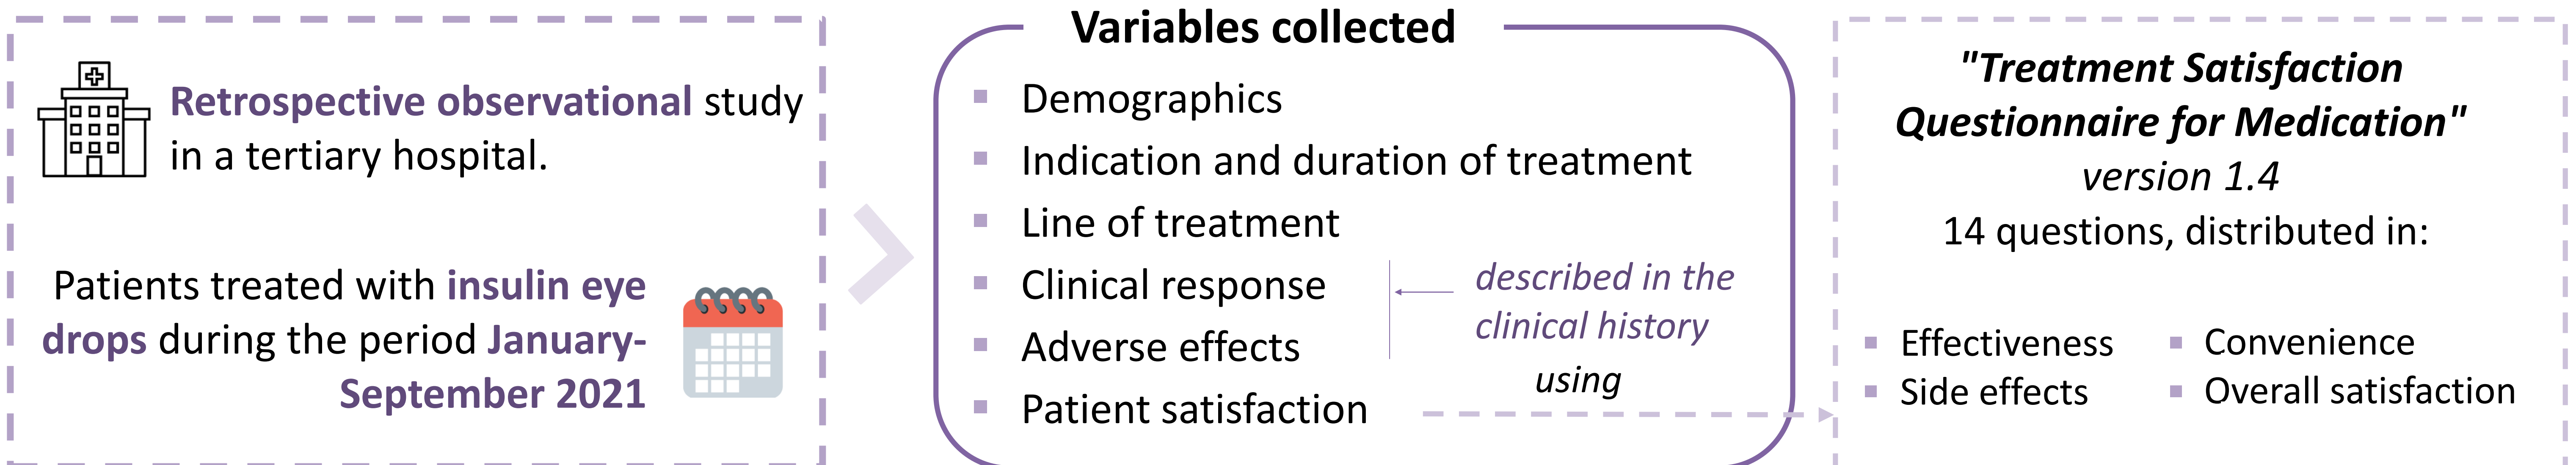 Retrospective observational study
in a tertiary hospital.
Patients treated with insulin eye
drops during the period January-
September 2021
Variables collected
▪ Demographics
▪ Indication and duration of treatment
▪ Line of treatment
▪ Clinical response
▪ Adverse effects
▪ Patient satisfaction
described in the
clinical history
using
"Treatment Satisfaction
Questionnaire for Medication"
version 1.4
14 questions, distributed in:
▪ Effectiveness
▪ Side effects
▪ Convenience
▪ Overall satisfaction